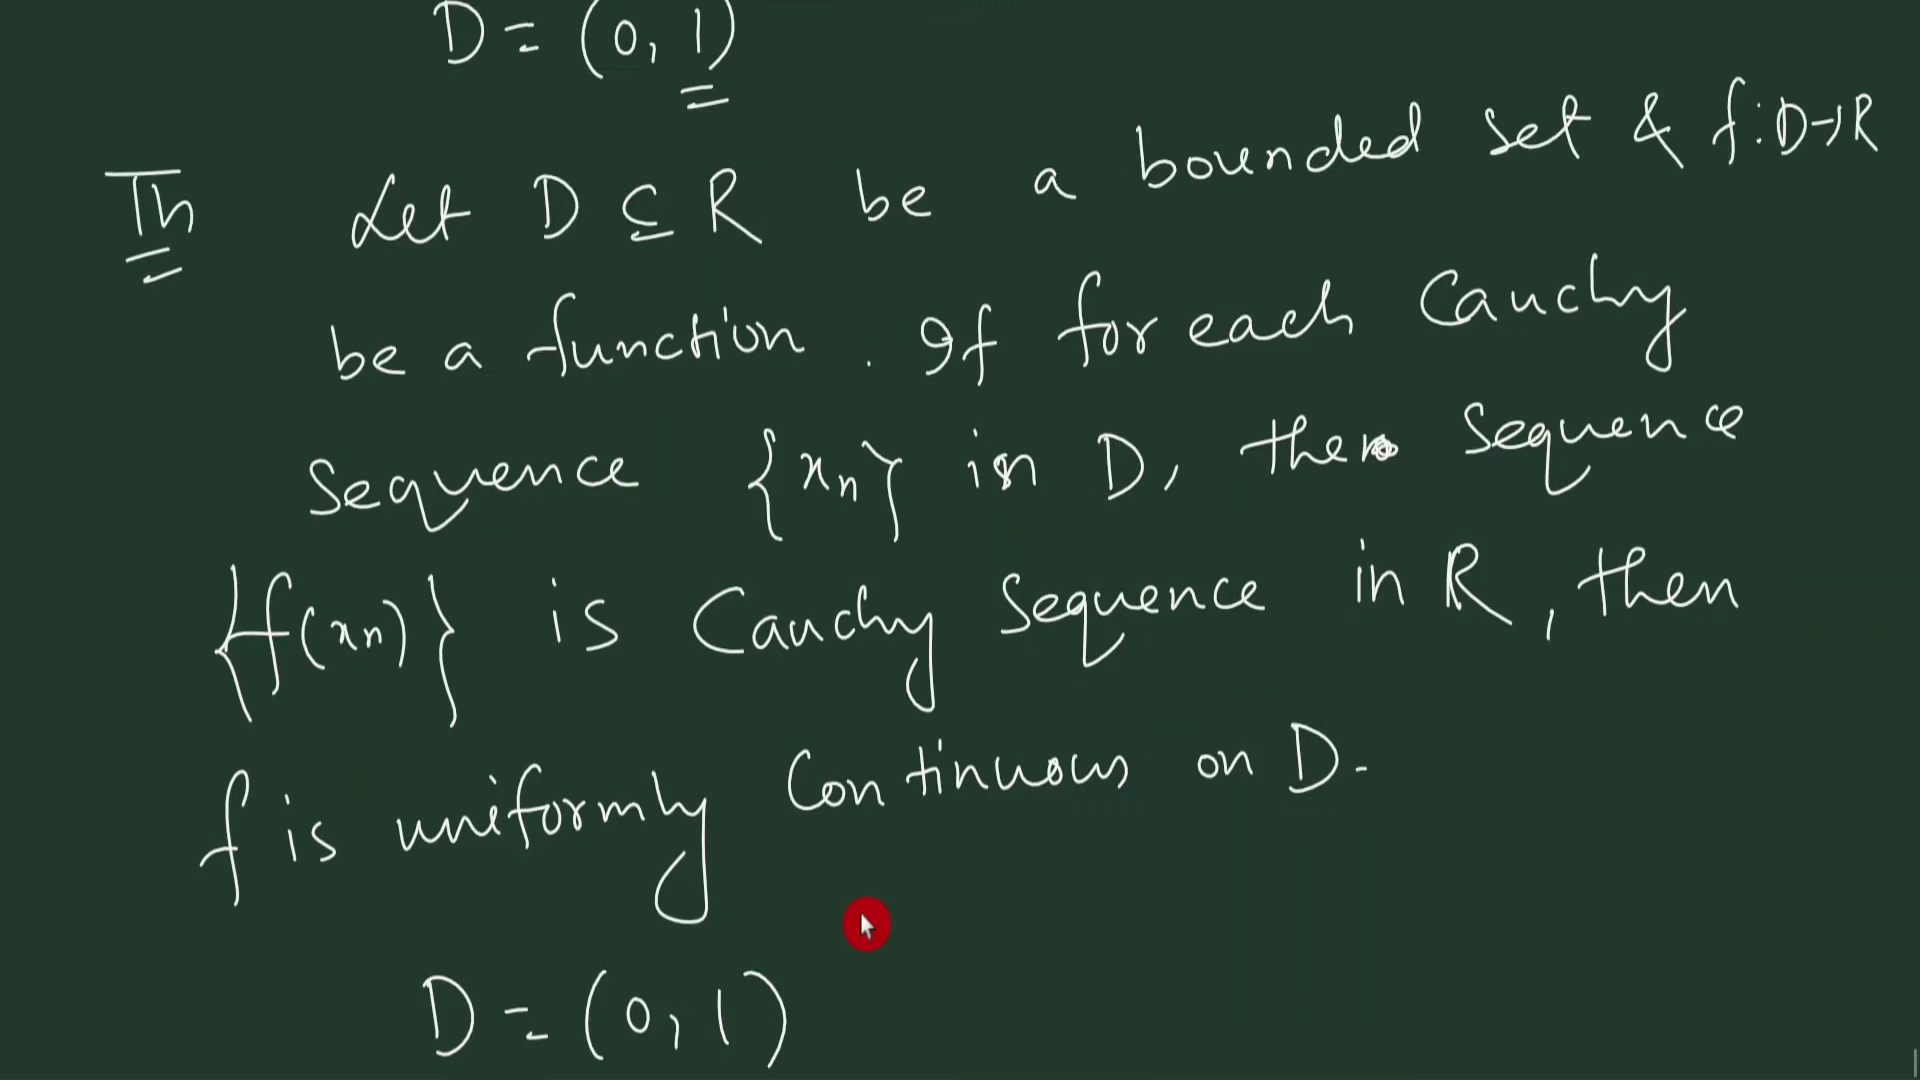 D = (0, 1)
Th Let D ⊆ R be a bounded set & f: D→R
be a function. If for each Cauchy
sequence {xn} in D, the sequence
{f(xn)} is Cauchy sequence in R, then
f is uniformly continuous on D.
D = (0, 1)